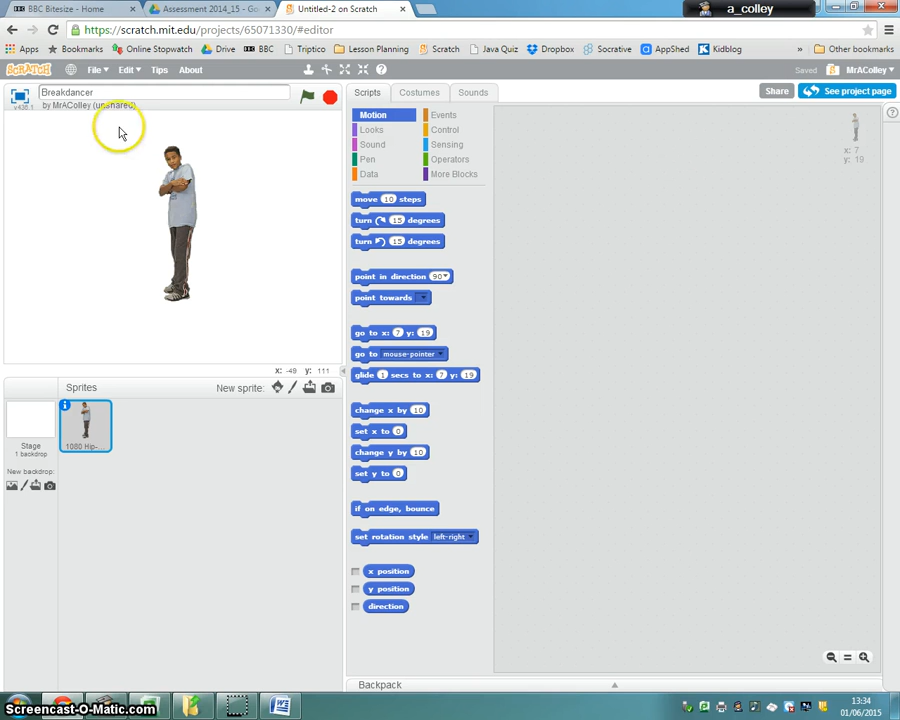 BBC Bitesize - Home
Assessment 2014_15 - Go
Untitled-2 on Scratch
a_colley
https://scratch.mit.edu/projects/65071330/#editor
Apps
Bookmarks
Online Stopwatch
Drive
BBC
Triptico
Lesson Planning
Scratch
Java Quiz
Dropbox
Socrative
AppShed
Kidblog
»
Other bookmarks
SCRATCH
File
Edit
Tips
About
Saved
MrAColley
Breakdancer
by MrAColley (unshared)
v436.1
Scripts
Costumes
Sounds
Share
See project page
Motion
Looks
Sound
Pen
Data
Events
Control
Sensing
Operators
More Blocks
x: 7
y: 19
move 10 steps
turn 15 degrees
turn 15 degrees
point in direction 90
point towards
go to x: 7 y: 19
go to mouse-pointer
glide 1 secs to x: 7 y: 19
change x by 10
set x to 0
change y by 10
set y to 0
if on edge, bounce
set rotation style left-right
x position
y position
direction
x: -49 y: 111
Sprites
New sprite:
Stage
1 backdrop
New backdrop:
1080 Hip-...
Backpack
Screencast-O-Matic.com
13:34
01/06/2015